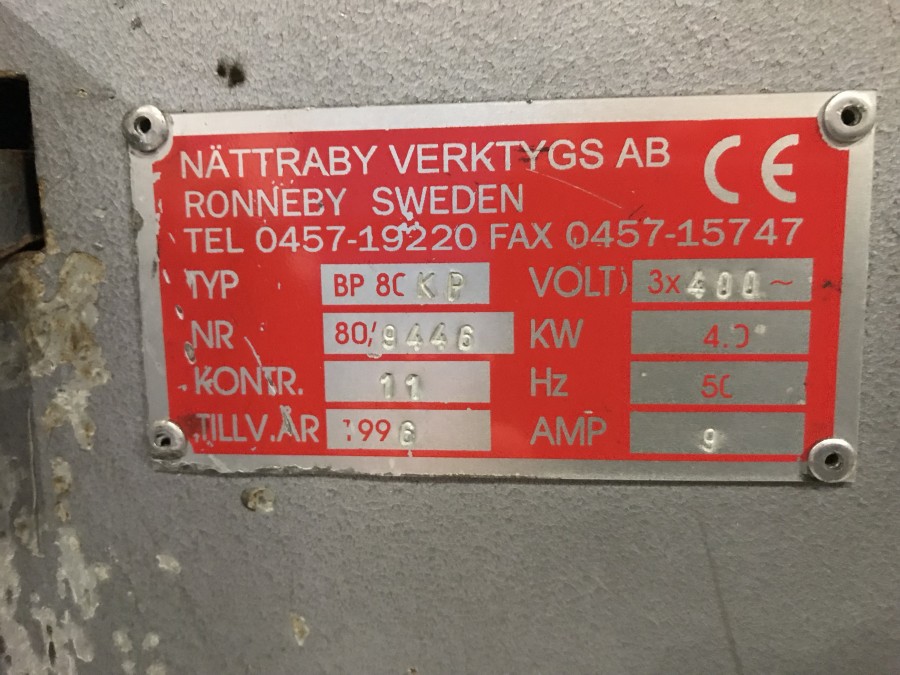 NÄTTRABY VERKTYGS AB CE
RONNEBY SWEDEN
TEL 0457-19220 FAX 0457-15747
TYP BP 80 KP VOLT 3x400~
NR 80/9446 KW 4.0
KONTR. 11 Hz 50
TILLV.ÅR 1996 AMP 9